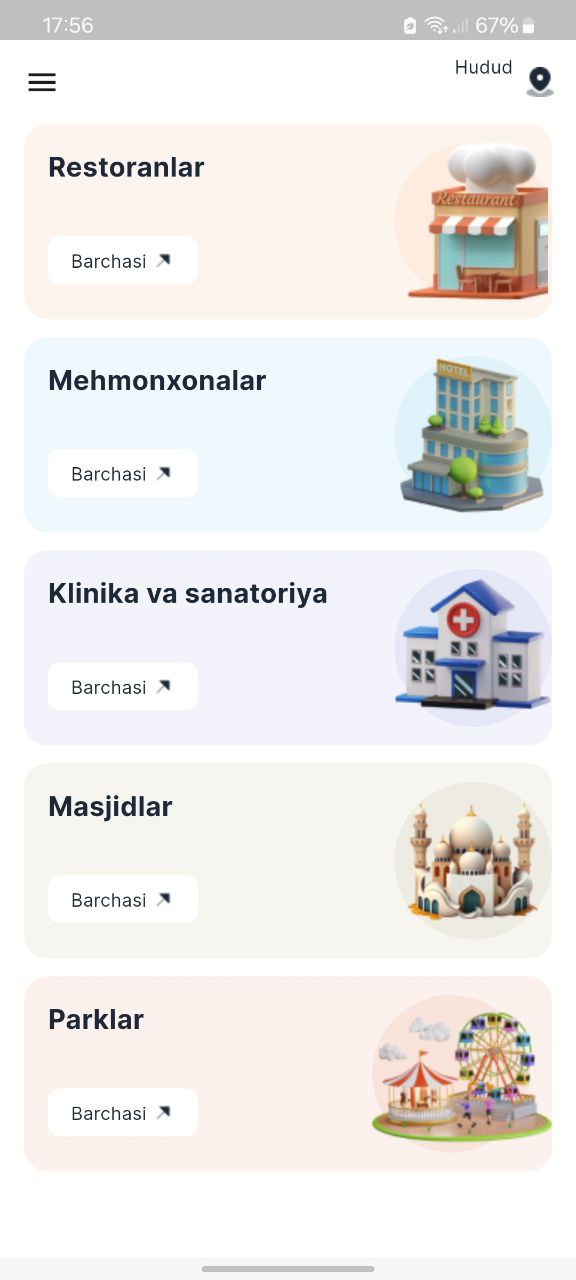 17:56
67%
Hudud
Restoranlar
Restaurant
Barchasi
Mehmonxonalar
HOTEL
Barchasi
Klinika va sanatoriya
Barchasi
Masjidlar
Barchasi
Parklar
Barchasi